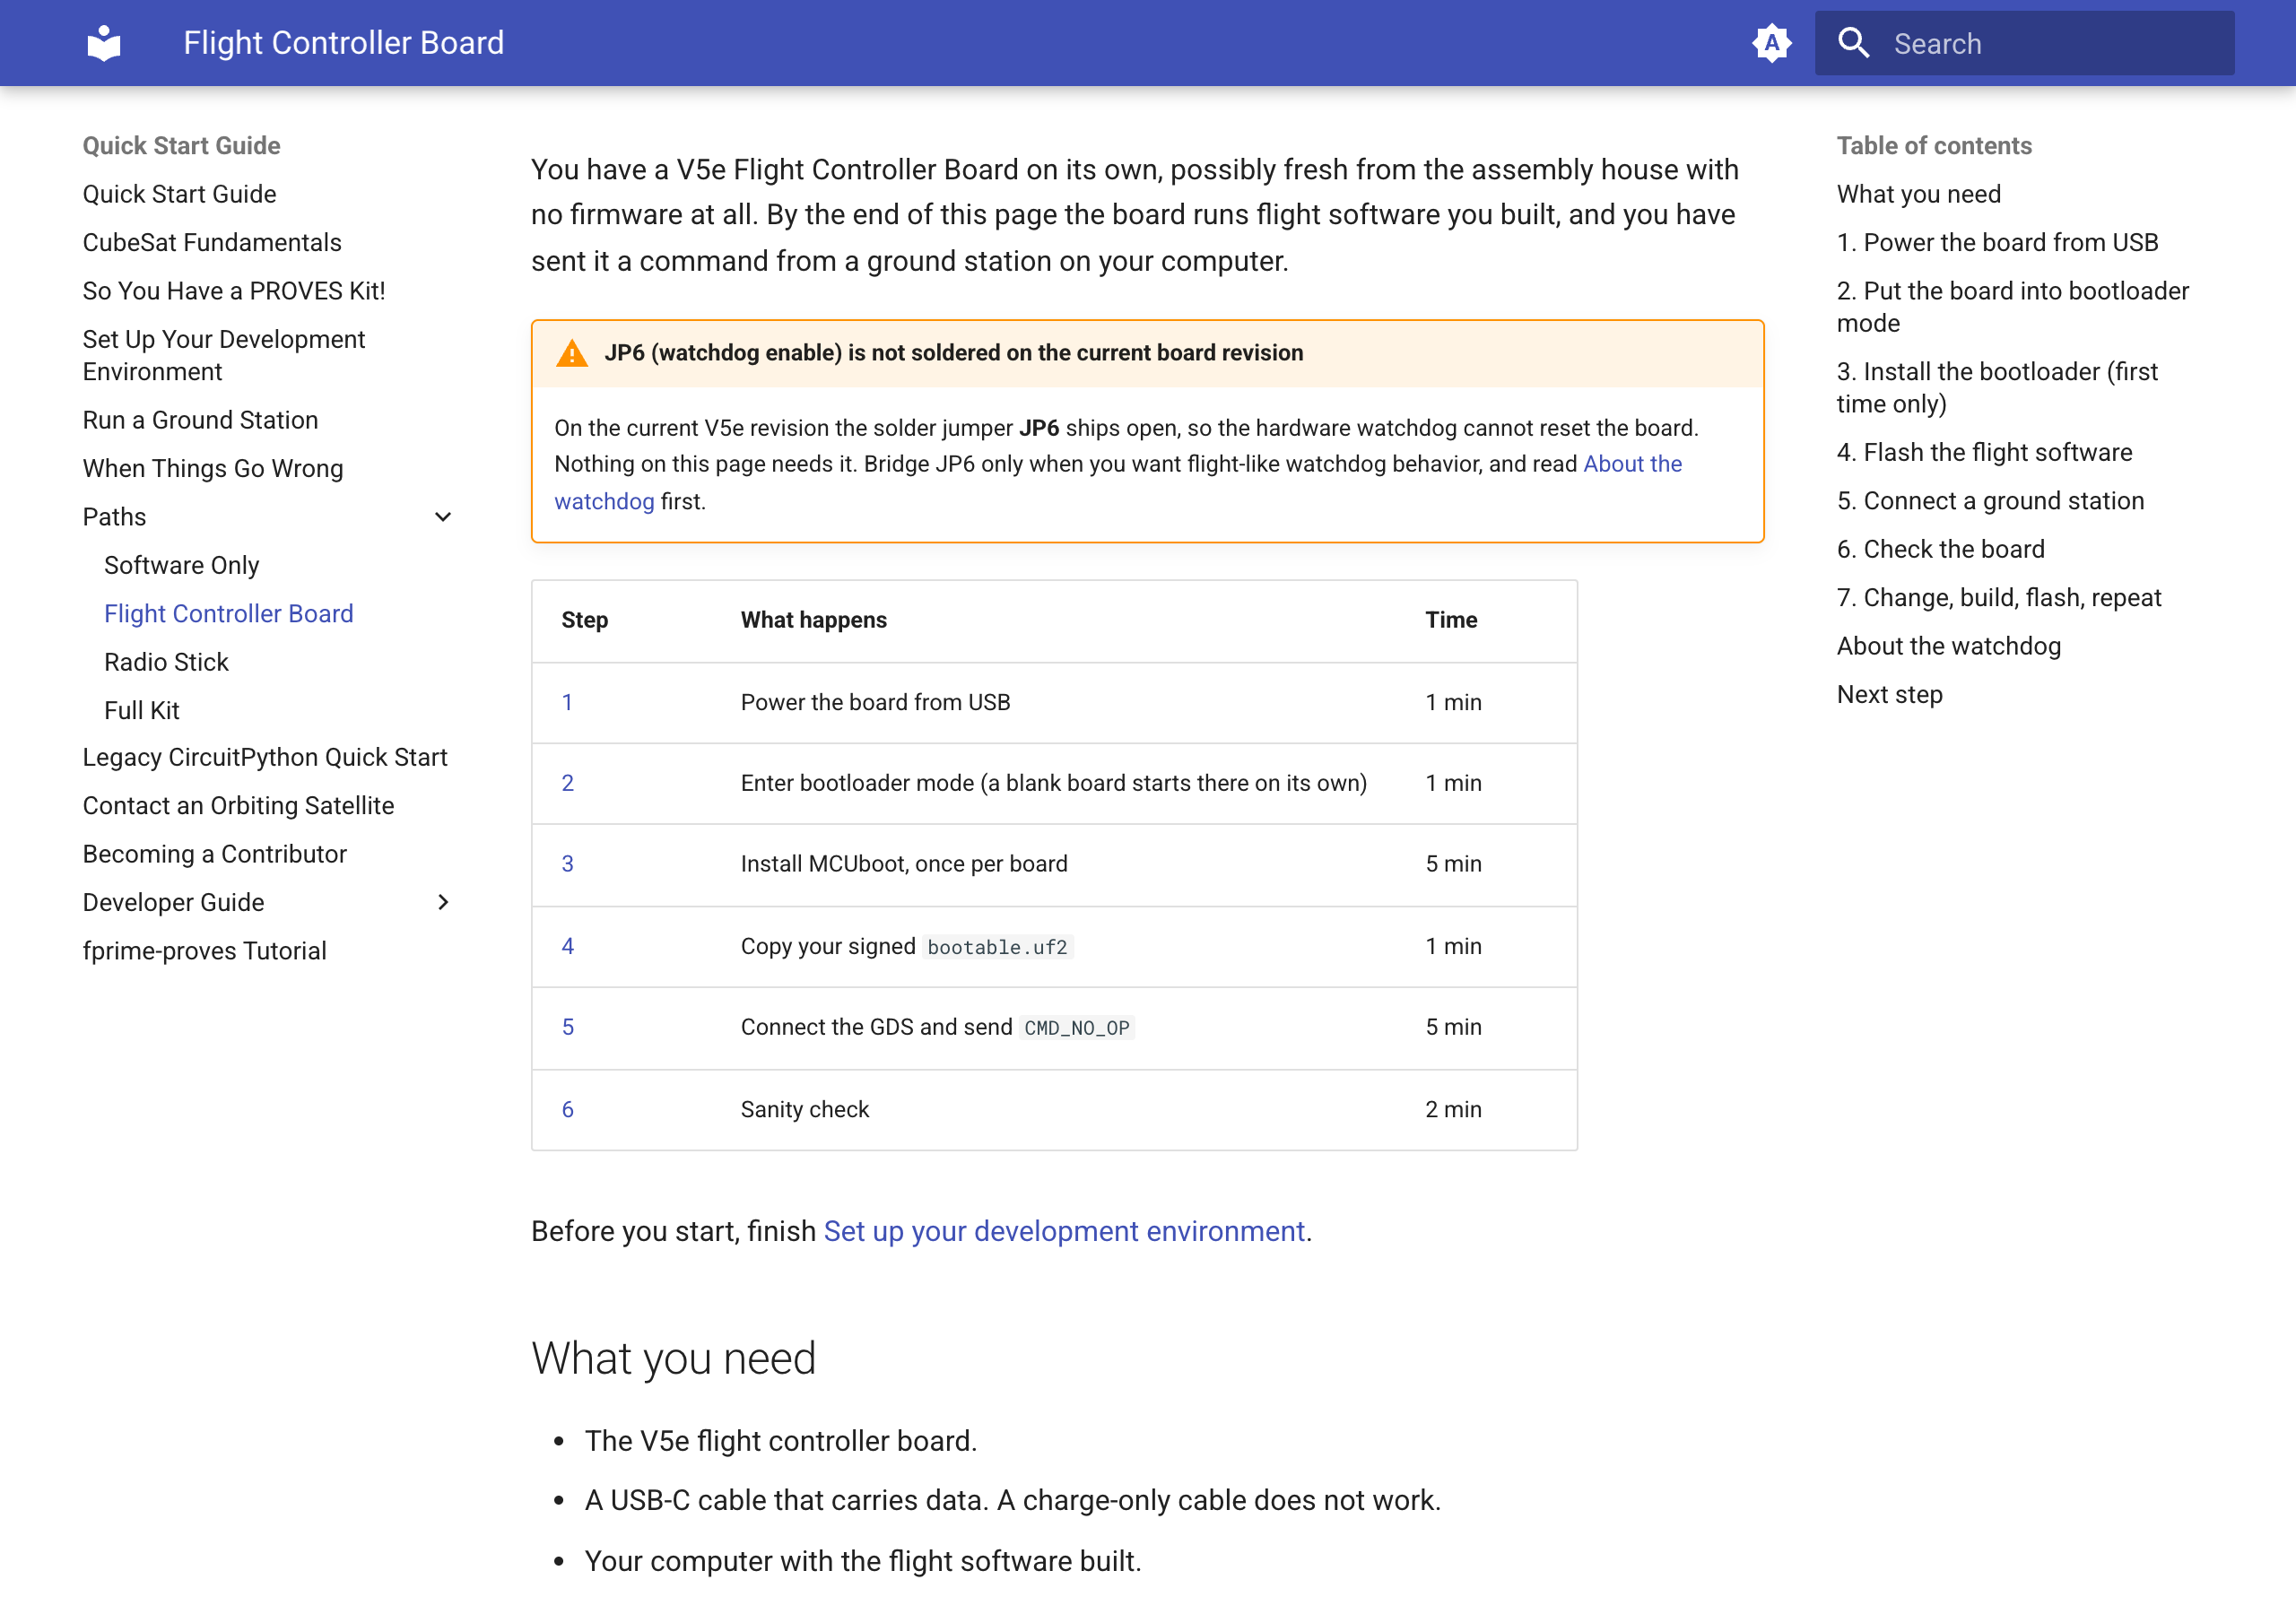 Flight Controller Board
A
Search
Quick Start Guide
Quick Start Guide
CubeSat Fundamentals
So You Have a PROVES Kit!
Set Up Your Development
Environment
Run a Ground Station
When Things Go Wrong
Paths
Software Only
Flight Controller Board
Radio Stick
Full Kit
Legacy CircuitPython Quick Start
Contact an Orbiting Satellite
Becoming a Contributor
Developer Guide
fprime-proves Tutorial
You have a V5e Flight Controller Board on its own, possibly fresh from the assembly house with
no firmware at all. By the end of this page the board runs flight software you built, and you have
sent it a command from a ground station on your computer.
JP6 (watchdog enable) is not soldered on the current board revision
On the current V5e revision the solder jumper JP6 ships open, so the hardware watchdog cannot reset the board.
Nothing on this page needs it. Bridge JP6 only when you want flight-like watchdog behavior, and read About the
watchdog first.
Step What happens Time
1 Power the board from USB 1 min
2 Enter bootloader mode (a blank board starts there on its own) 1 min
3 Install MCUboot, once per board 5 min
4 Copy your signed bootable.uf2 1 min
5 Connect the GDS and send CMD_NO_OP 5 min
6 Sanity check 2 min
Before you start, finish Set up your development environment.
What you need
• The V5e flight controller board.
• A USB-C cable that carries data. A charge-only cable does not work.
• Your computer with the flight software built.
Table of contents
What you need
1. Power the board from USB
2. Put the board into bootloader
mode
3. Install the bootloader (first
time only)
4. Flash the flight software
5. Connect a ground station
6. Check the board
7. Change, build, flash, repeat
About the watchdog
Next step